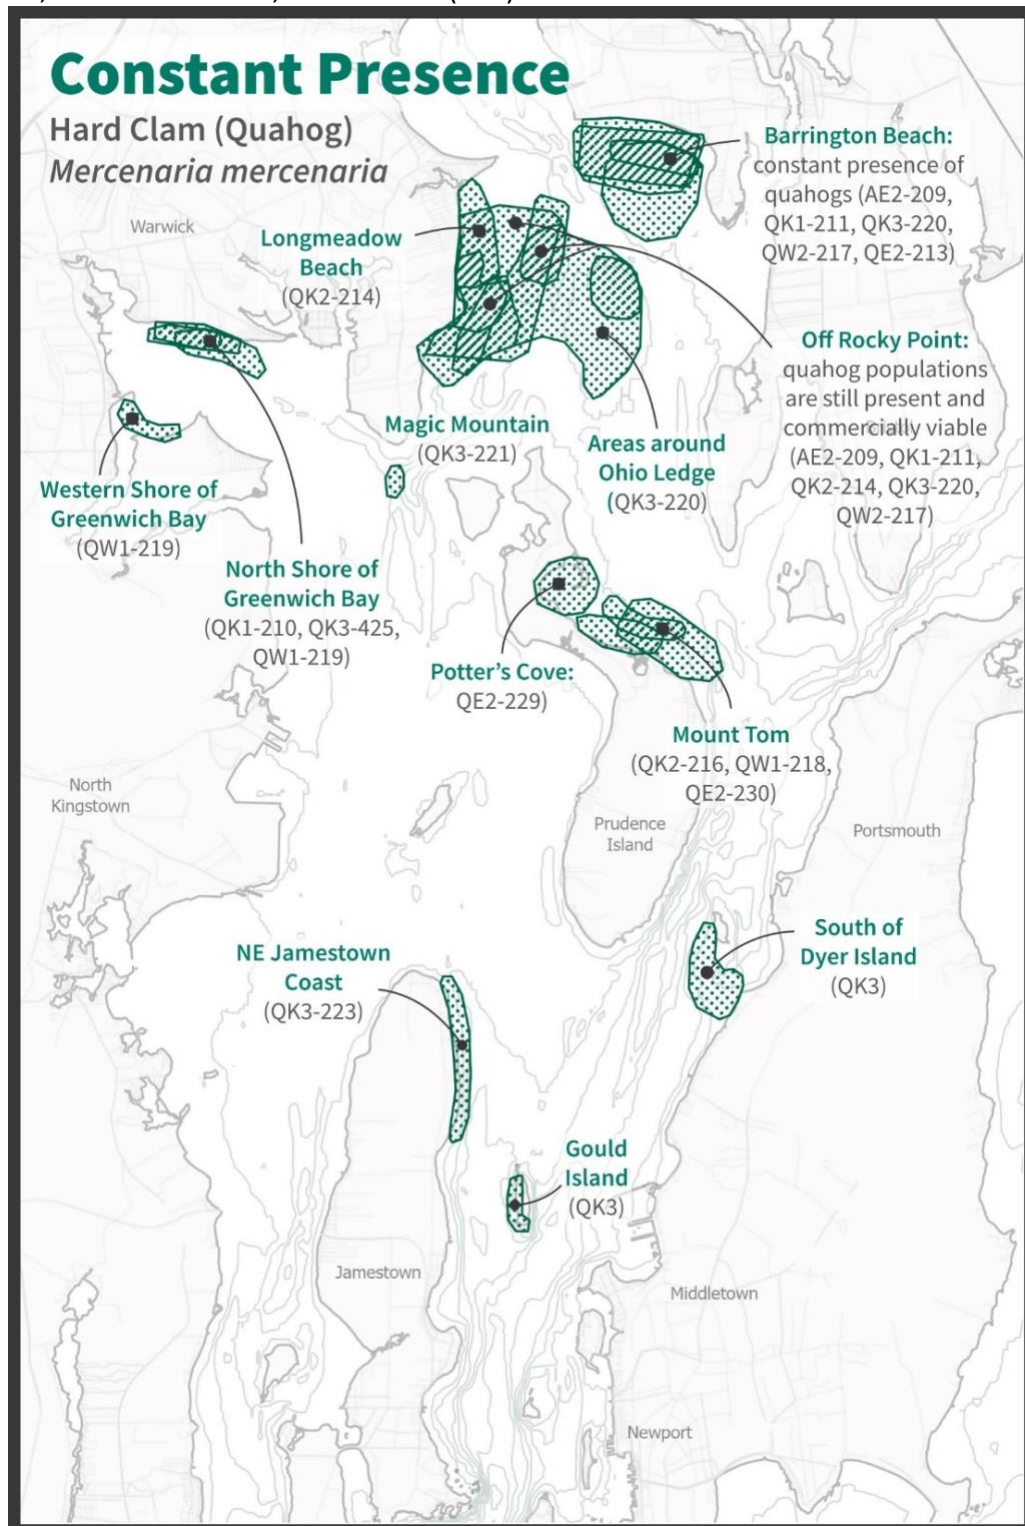 Constant Presence
Hard Clam (Quahog)
Mercenaria mercenaria
Barrington Beach:
constant presence of
quahogs (AE2-209,
QK1-211, QK3-220,
QW2-217, QE2-213)
Warwick
Longmeadow
Beach
(QK2-214)
Off Rocky Point:
quahog populations
are still present and
commercially viable
(AE2-209, QK1-211,
QK2-214, QK3-220,
QW2-217)
Magic Mountain
(QK3-221)
Areas around
Ohio Ledge
(QK3-220)
Western Shore of
Greenwich Bay
(QW1-219)
North Shore of
Greenwich Bay
(QK1-210, QK3-425,
QW1-219)
Potter's Cove:
QE2-229)
Mount Tom
(QK2-216, QW1-218,
QE2-230)
North
Kingstown
Prudence
Island
Portsmouth
South of
Dyer Island
(QK3)
NE Jamestown
Coast
(QK3-223)
Gould
Island
(QK3)
Jamestown
Middletown
Newport